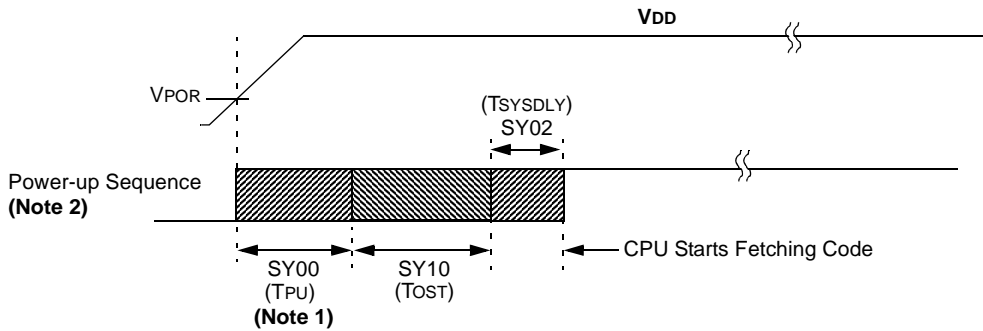 VDD
VPOR
(TSYSDLY)
SY02
Power-up Sequence
(Note 2)
CPU Starts Fetching Code
SY00
(TPU)
(Note 1)
SY10
(TOST)